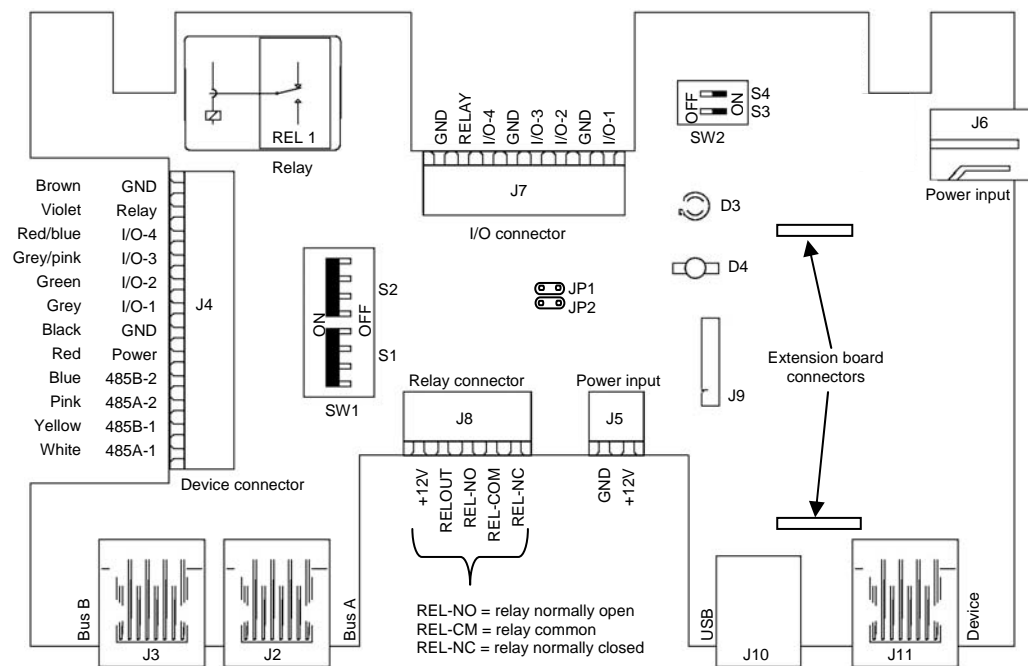 REL 1
Relay
GND
RELAY
I/O-4
GND
I/O-3
I/O-2
GND
I/O-1
J7
I/O connector
OFF
ON
S4
S3
SW2
J6
Power input
D3
D4
Brown GND
Violet Relay
Red/blue I/O-4
Grey/pink I/O-3
Green I/O-2
Grey I/O-1
Black GND
Red Power
Blue 485B-2
Pink 485A-2
Yellow 485B-1
White 485A-1
J4
Device connector
ON
OFF
S2
S1
SW1
JP1
JP2
Extension board
connectors
J9
Relay connector
J8
+12V
RELOUT
REL-NO
REL-COM
REL-NC
Power input
J5
GND
+12V
REL-NO = relay normally open
REL-CM = relay common
REL-NC = relay normally closed
Bus B
J3
J2
Bus A
USB
J10
J11
Device